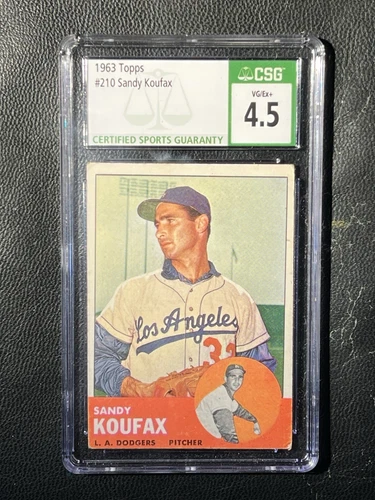 1963 Topps
#210 Sandy Koufax
CSG
VG/Ex+
4.5
CERTIFIED SPORTS GUARANTY
Los Angeles
SANDY
KOUFAX
L. A. DODGERS PITCHER